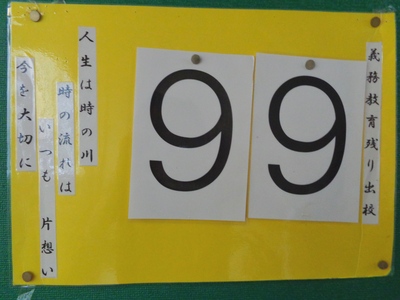 義務教育残り出校
99
人生は時の川
時の流れは
いつも 片想い
今を大切に